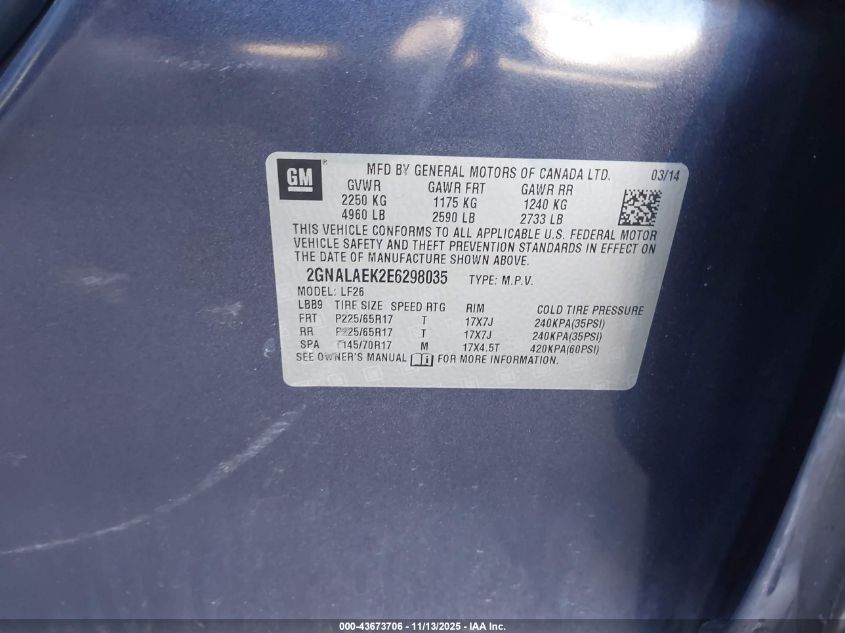 GM ®
MFD BY GENERAL MOTORS OF CANADA LTD. 03/14
GVWR GAWR FRT GAWR RR
2250 KG 1175 KG 1240 KG
4960 LB 2590 LB 2733 LB
THIS VEHICLE CONFORMS TO ALL APPLICABLE U.S. FEDERAL MOTOR
VEHICLE SAFETY AND THEFT PREVENTION STANDARDS IN EFFECT ON
THE DATE OF MANUFACTURE SHOWN ABOVE.
2GNALAEK2E6298035 TYPE: M.P.V.
MODEL: LF26
LBB9 TIRE SIZE SPEED RTG RIM COLD TIRE PRESSURE
FRT P225/65R17 T 17X7J 240KPA(35PSI)
RR P225/65R17 T 17X7J 240KPA(35PSI)
SPA T145/70R17 M 17X4.5T 420KPA(60PSI)
SEE OWNER'S MANUAL FOR MORE INFORMATION.
000-43673706 - 11/13/2025 - IAA Inc.